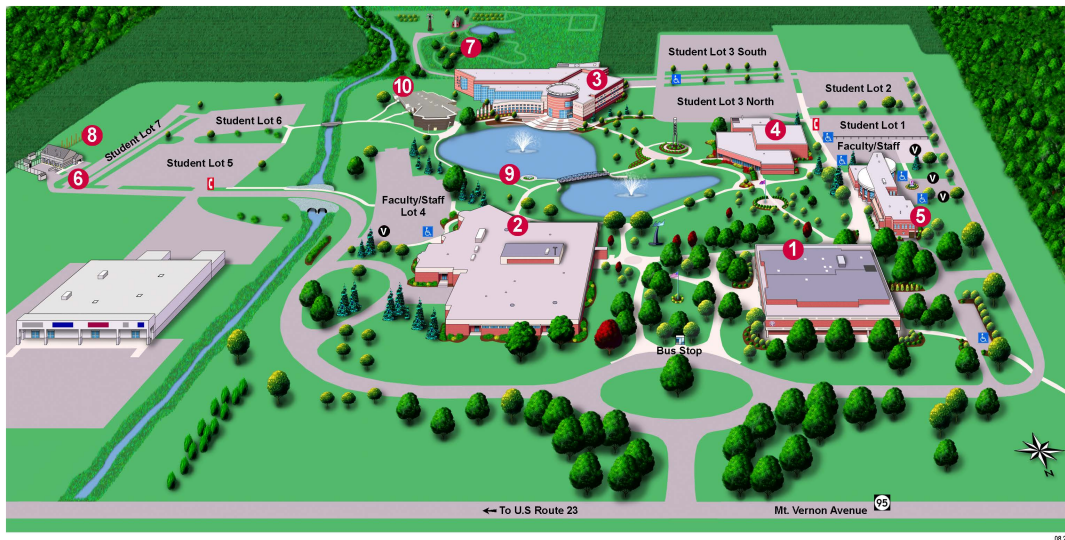 7
Student Lot 3 South
3
10
Student Lot 2
Student Lot 3 North
Student Lot 6
Student Lot 7
8
4
Student Lot 1
Faculty/Staff
V
Student Lot 5
6
9
V
V
Faculty/Staff
Lot 4
V
2
5
1
Bus Stop
N
To U.S Route 23
Mt. Vernon Avenue
95